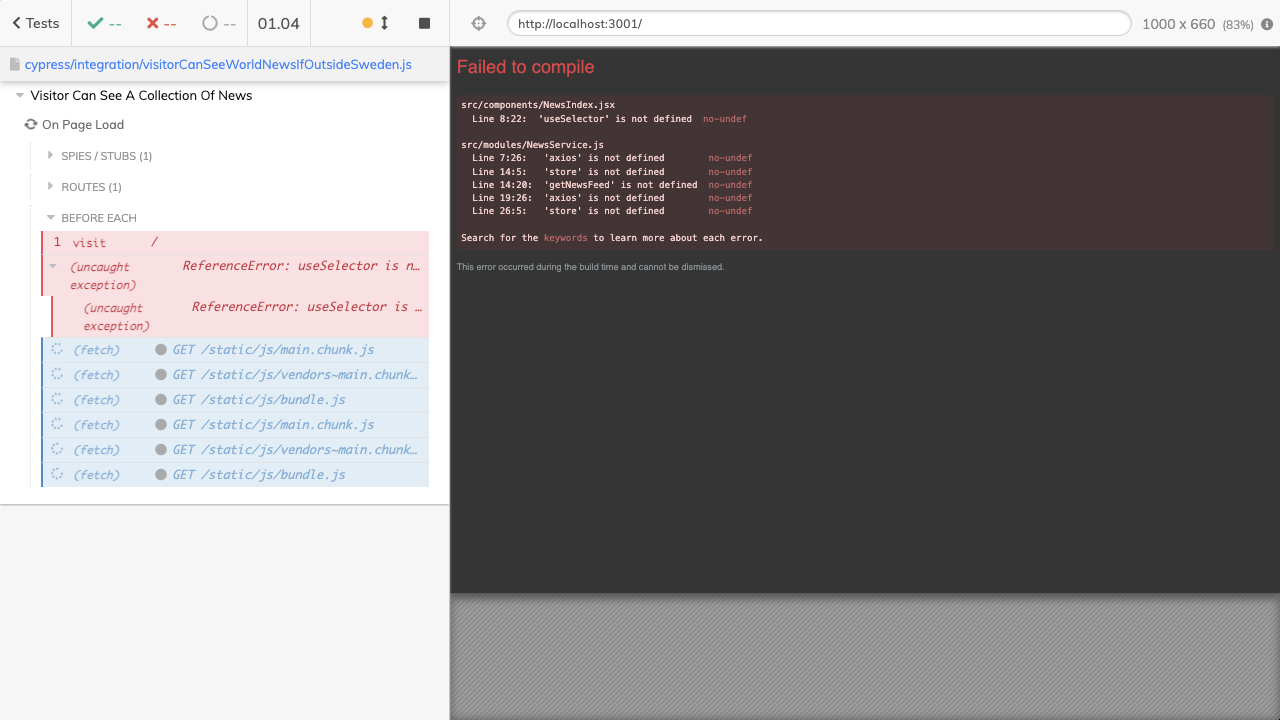 Tests
--
--
--
01.04
http://localhost:3001/
1000 x 660 (83%)
cypress/integration/visitorCanSeeWorldNewsIfOutsideSweden.js
Visitor Can See A Collection Of News
On Page Load
SPIES / STUBS (1)
ROUTES (1)
BEFORE EACH
1 visit /
(uncaught exception) ReferenceError: useSelector is n…
(uncaught exception) ReferenceError: useSelector is …
(fetch) GET /static/js/main.chunk.js
(fetch) GET /static/js/vendors~main.chunk…
(fetch) GET /static/js/bundle.js
(fetch) GET /static/js/main.chunk.js
(fetch) GET /static/js/vendors~main.chunk…
(fetch) GET /static/js/bundle.js
Failed to compile
src/components/NewsIndex.jsx
Line 8:22: 'useSelector' is not defined no-undef
src/modules/NewsService.js
Line 7:26: 'axios' is not defined no-undef
Line 14:5: 'store' is not defined no-undef
Line 14:20: 'getNewsFeed' is not defined no-undef
Line 19:26: 'axios' is not defined no-undef
Line 26:5: 'store' is not defined no-undef
Search for the keywords to learn more about each error.
This error occurred during the build time and cannot be dismissed.